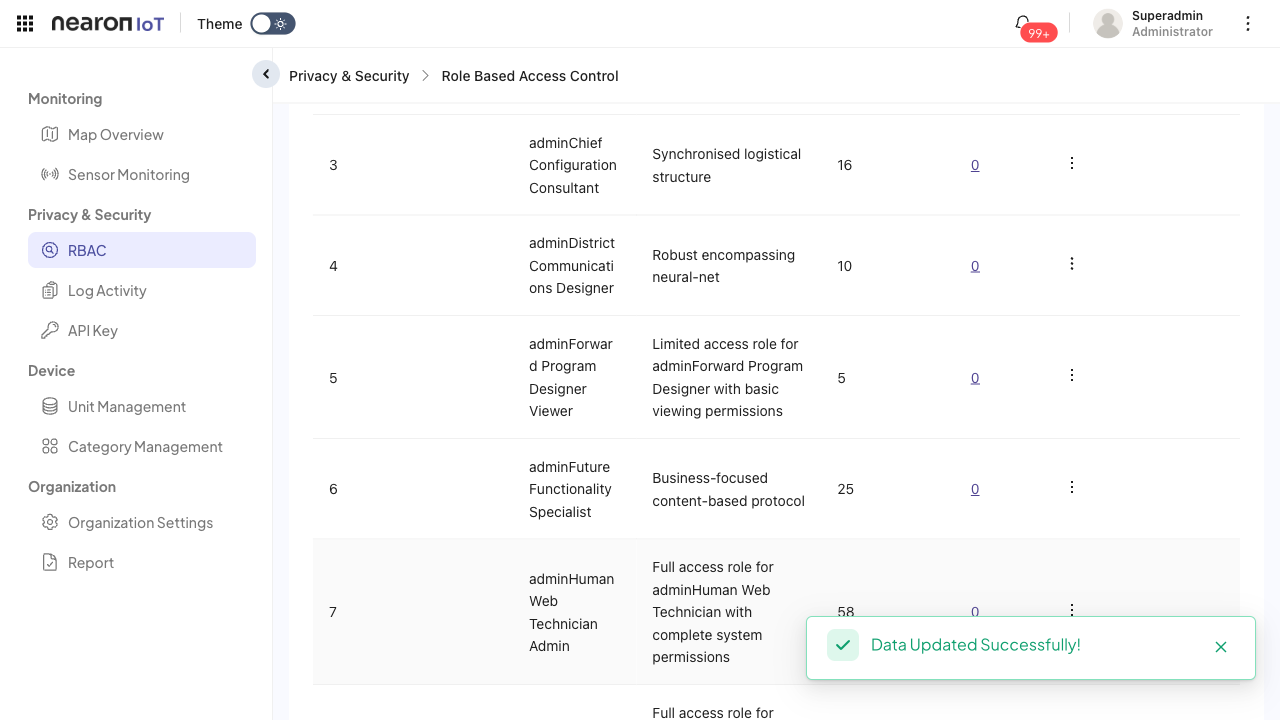 nearon IoT
Theme
99+
Superadmin
Administrator
Privacy & Security
Role Based Access Control
Monitoring
Map Overview
Sensor Monitoring
Privacy & Security
RBAC
Log Activity
API Key
Device
Unit Management
Category Management
Organization
Organization Settings
Report
3
adminChief
Configuration
Consultant
Synchronised logistical
structure
16
0
4
adminDistrict
Communicati
ons Designer
Robust encompassing
neural-net
10
0
5
adminForwar
d Program
Designer
Viewer
Limited access role for
adminForward Program
Designer with basic
viewing permissions
5
0
6
adminFuture
Functionality
Specialist
Business-focused
content-based protocol
25
0
7
adminHuman
Web
Technician
Admin
Full access role for
adminHuman Web
Technician with
complete system
permissions
58
0
Full access role for
Data Updated Successfully!